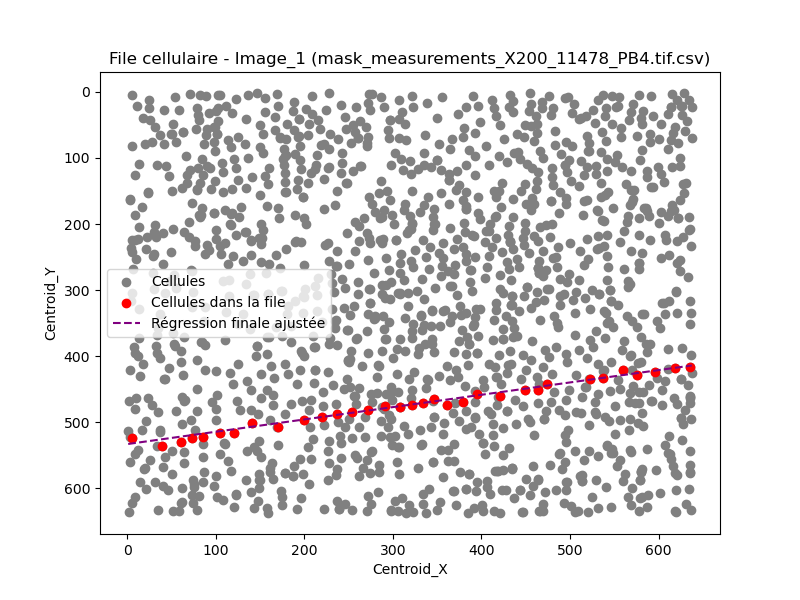 File cellulaire - Image_1 (mask_measurements_X200_11478_PB4.tif.csv)
0
100
200
300
400
500
600
Centroid_Y
Cellules
Cellules dans la file
Régression finale ajustée
0 100 200 300 400 500 600
Centroid_X